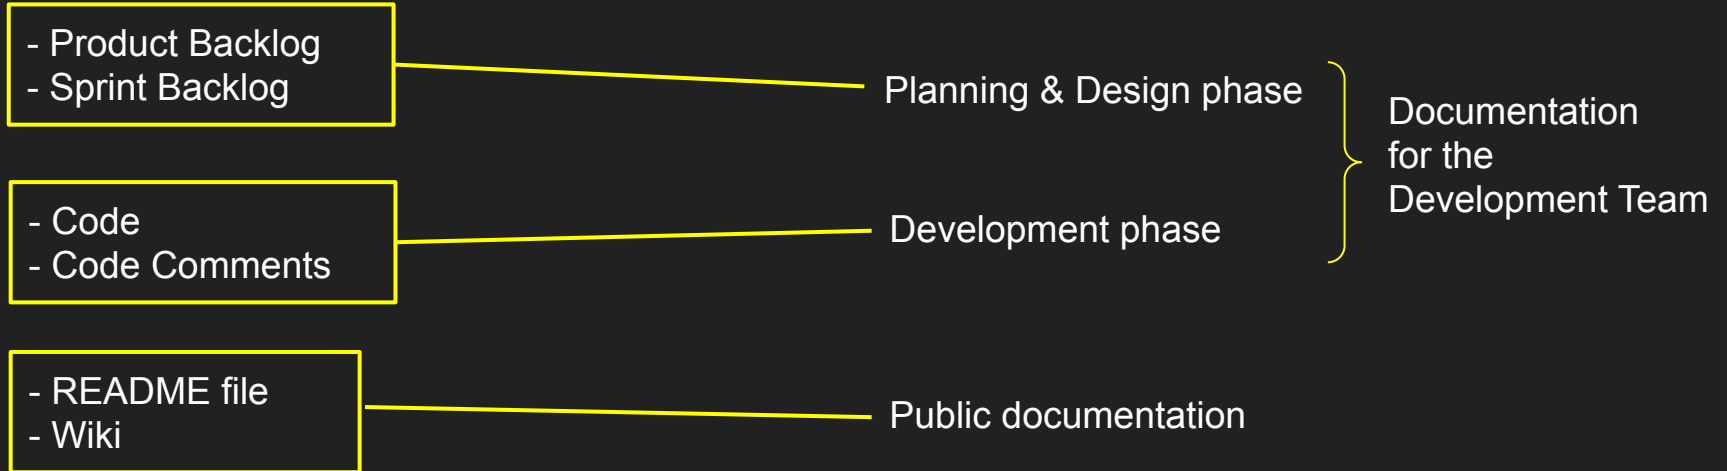 - Product Backlog
- Sprint Backlog
Planning & Design phase
Documentation
for the
Development Team
- Code
- Code Comments
Development phase
- README file
- Wiki
Public documentation